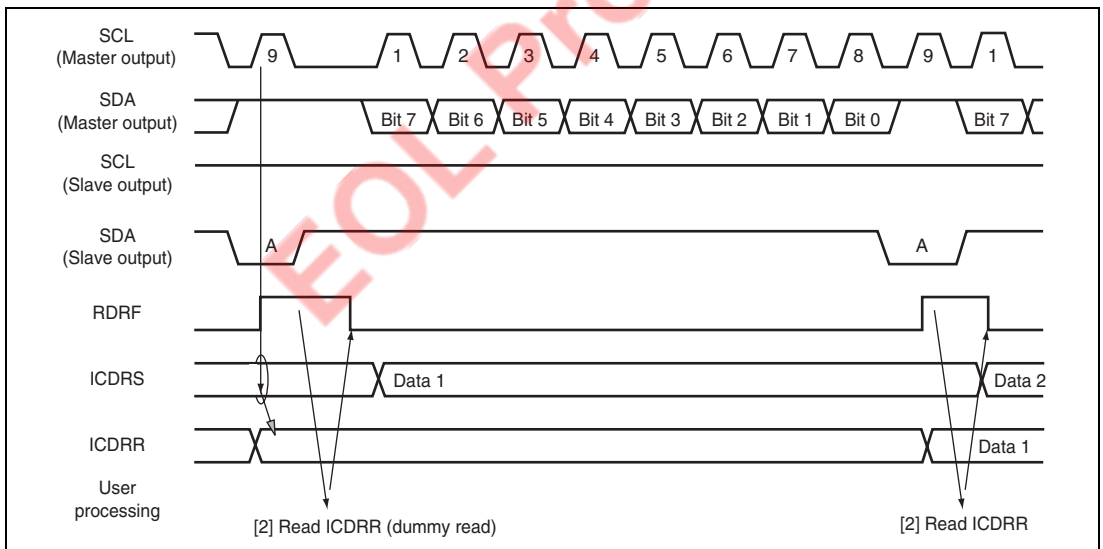 SCL
(Master output)
9 1 2 3 4 5 6 7 8 9 1
SDA
(Master output)
Bit 7 Bit 6 Bit 5 Bit 4 Bit 3 Bit 2 Bit 1 Bit 0 Bit 7
SCL
(Slave output)
SDA
(Slave output)
A A
RDRF
ICDRS
Data 1 Data 2
ICDRR
Data 1
User
processing
[2] Read ICDRR (dummy read) [2] Read ICDRR
EOL Pro